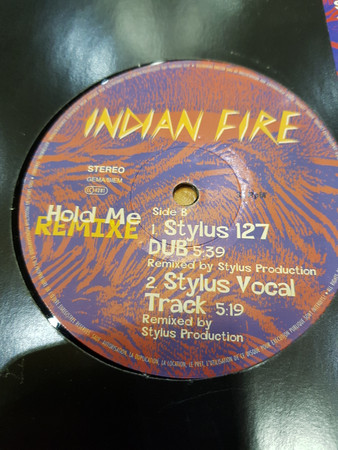 INDIAN FIRE
STEREO
GEMA/BIEM
Hold Me
REMIXE
Side B
1. Stylus 127
DUB 5:39
Remixed by Stylus Production
2. Stylus Vocal
Track 5:19
Remixed by
Stylus Production